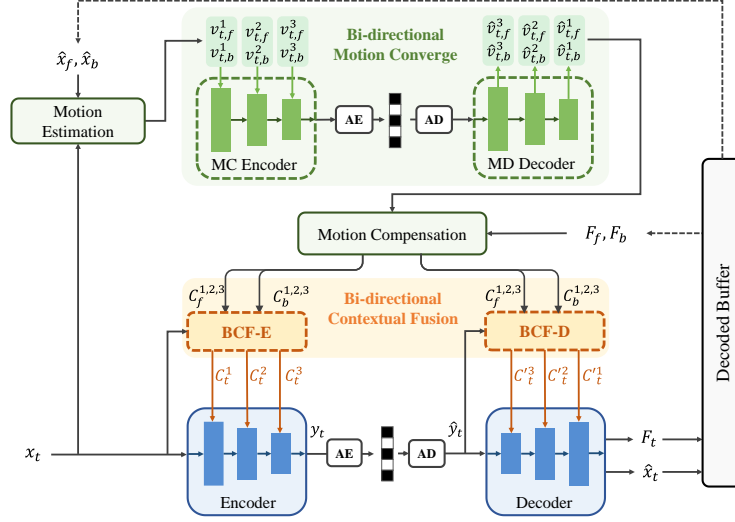 Bi-directional
Motion Converge
v^1_{t,f} v^2_{t,f} v^3_{t,f}
v^1_{t,b} v^2_{t,b} v^3_{t,b}
v̂^3_{t,f} v̂^2_{t,f} v̂^1_{t,f}
v̂^3_{t,b} v̂^2_{t,b} v̂^1_{t,b}
x̂_f, x̂_b
Motion
Estimation
AE
AD
MC Encoder
MD Decoder
Motion Compensation
F_f, F_b
Decoded Buffer
C_f^{1,2,3} C_b^{1,2,3}
Bi-directional
Contextual Fusion
C_f^{1,2,3} C_b^{1,2,3}
BCF-E
BCF-D
C_t^1 C_t^2 C_t^3
C'_t^3 C'_t^2 C'_t^1
x_t
y_t
AE
AD
ŷ_t
F_t
x̂_t
Encoder
Decoder